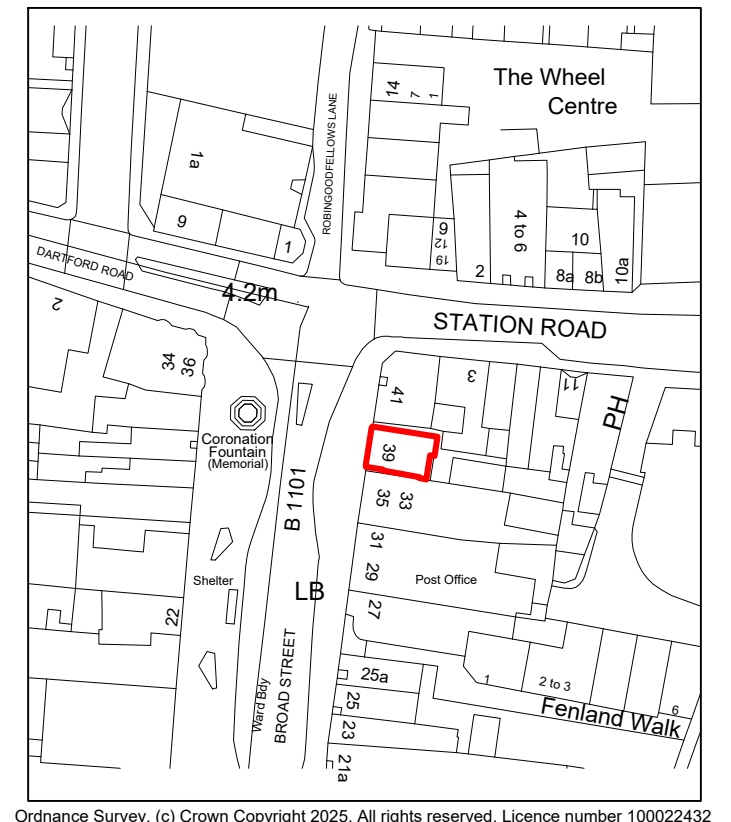 The Wheel
Centre
14
7
1
1a
ROBINGOODFELLOWS LANE
9
1
9
12
19
2
4 to 6
10
8a
8b
10a
DARTFORD ROAD
4.2m
STATION ROAD
2
34
36
41
3
11
PH
Coronation
Fountain
(Memorial)
39
B 1101
35
33
31
29
Post Office
27
Shelter
LB
22
25a
1
2 to 3
6
Fenland Walk
Ward Bdy
BROAD STREET
25
23
21a
Ordnance Survey, (c) Crown Copyright 2025. All rights reserved. Licence number 100022432